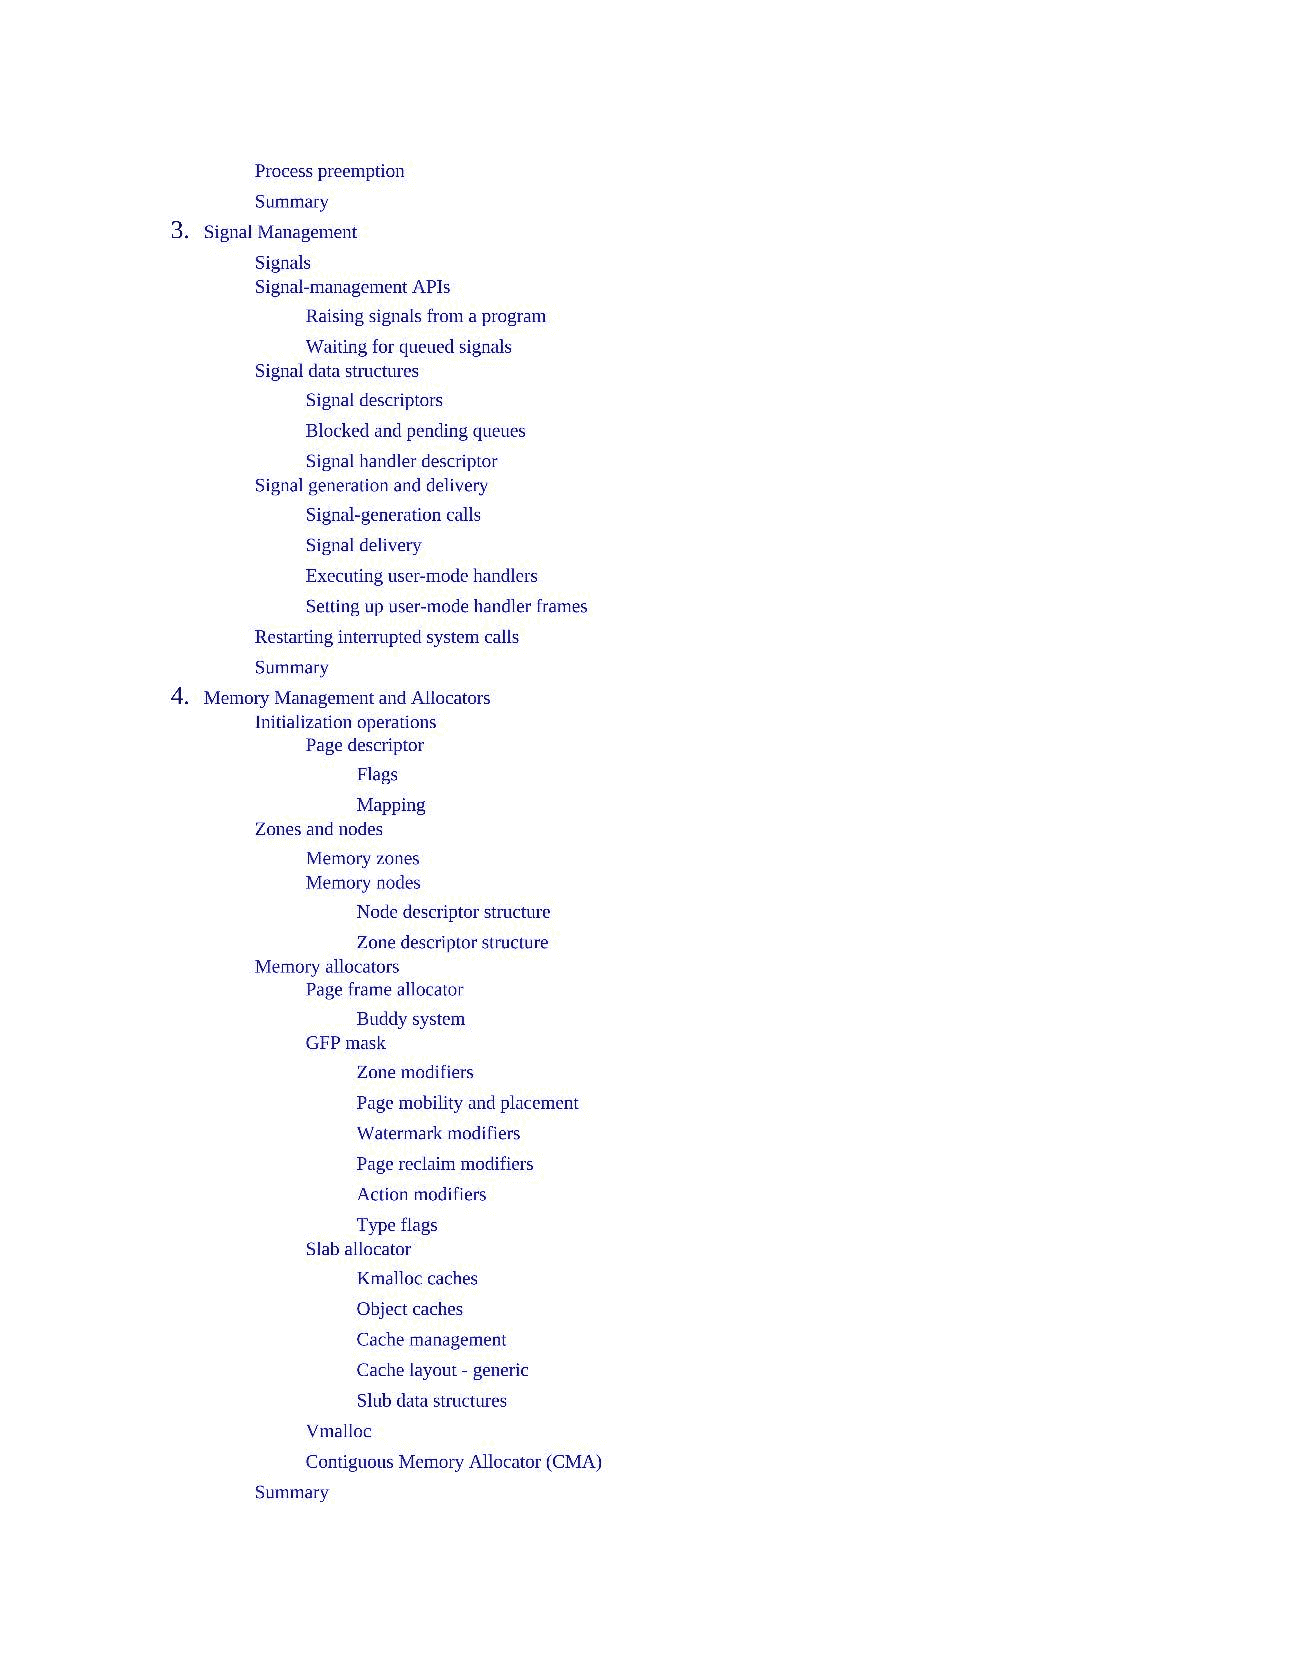 Process preemption
Summary
3. Signal Management
Signals
Signal-management APIs
Raising signals from a program
Waiting for queued signals
Signal data structures
Signal descriptors
Blocked and pending queues
Signal handler descriptor
Signal generation and delivery
Signal-generation calls
Signal delivery
Executing user-mode handlers
Setting up user-mode handler frames
Restarting interrupted system calls
Summary
4. Memory Management and Allocators
Initialization operations
Page descriptor
Flags
Mapping
Zones and nodes
Memory zones
Memory nodes
Node descriptor structure
Zone descriptor structure
Memory allocators
Page frame allocator
Buddy system
GFP mask
Zone modifiers
Page mobility and placement
Watermark modifiers
Page reclaim modifiers
Action modifiers
Type flags
Slab allocator
Kmalloc caches
Object caches
Cache management
Cache layout - generic
Slub data structures
Vmalloc
Contiguous Memory Allocator (CMA)
Summary